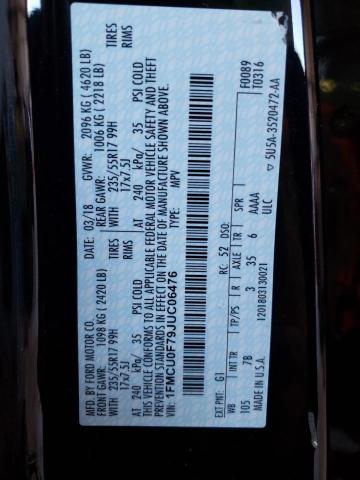 MFD. BY FORD MOTOR CO.
03/18
GVWR: 2096 KG ( 4620 LB)
FRONT GAWR: 1098 KG (2420 LB)
REAR GAWR: 1006 KG ( 2218 LB)
WITH 235/55R17 99H TIRES
WITH 235/55R17 99H TIRES
17x7.5J RIMS
17x7.5J RIMS
AT 240 kPa/ 35 PSI COLD
AT 240 kPa/ 35 PSI COLD
THIS VEHICLE CONFORMS TO ALL APPLICABLE FEDERAL MOTOR VEHICLE SAFETY AND THEFT
PREVENTION STANDARDS IN EFFECT ON THE DATE OF MANUFACTURE SHOWN ABOVE.
VIN: 1FMCU0F79JUC06476
TYPE: MPV
F0089
T0316
EXT PNT: G1 RC: 52 DSO:
WB INT TR TP/PS R AXLE TR SPR
105 7B 3 35 6 AAAA
ULC
5U5A-3520472-AA
MADE IN U.S.A. 1201803130021